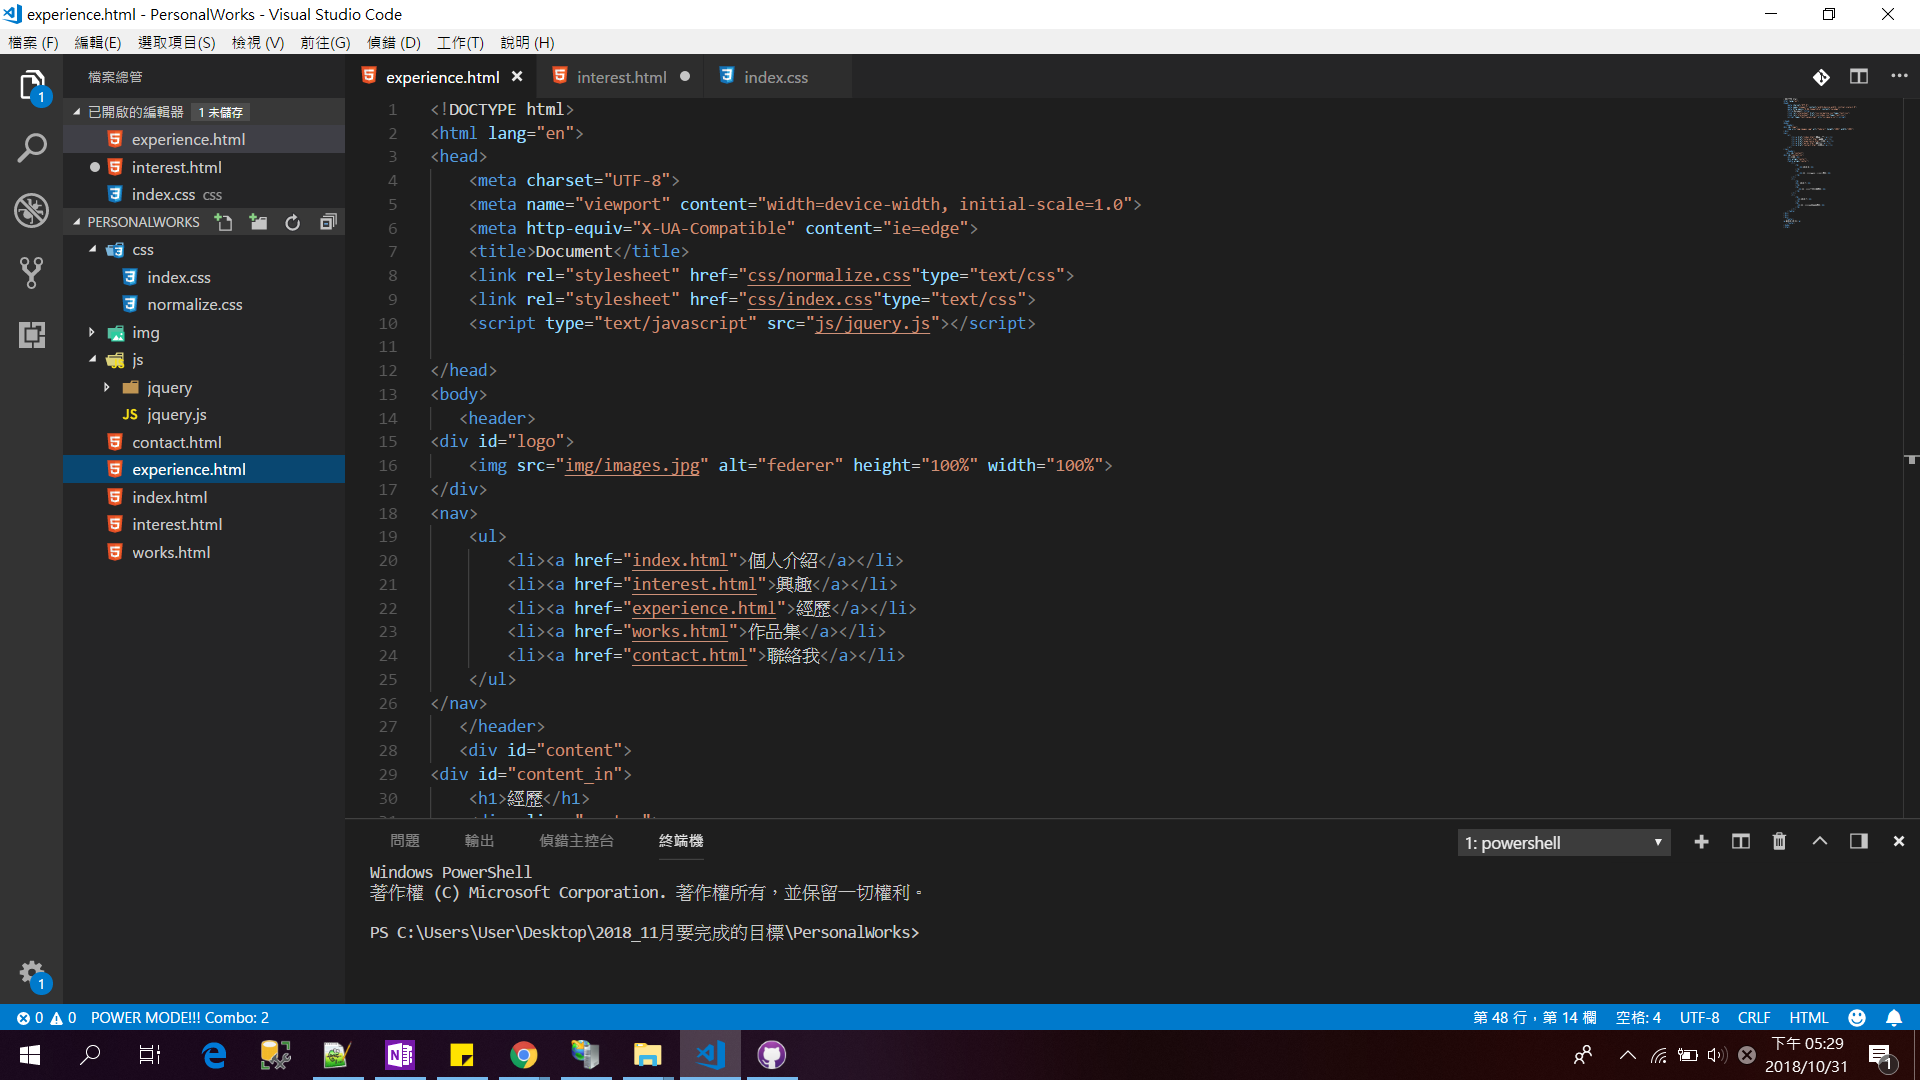 experience.html - PersonalWorks - Visual Studio Code
檔案 (F) 編輯(E) 選取項目(S) 檢視 (V) 前往(G) 偵錯 (D) 工作(T) 說明 (H)
1
1
檔案總管
已開啟的編輯器 1 未儲存
experience.html
interest.html
index.css css
PERSONALWORKS
css
index.css
normalize.css
img
js
jquery
JS jquery.js
contact.html
experience.html
index.html
interest.html
works.html
experience.html interest.html index.css
1 <!DOCTYPE html>
2 <html lang="en">
3 <head>
4 <meta charset="UTF-8">
5 <meta name="viewport" content="width=device-width, initial-scale=1.0">
6 <meta http-equiv="X-UA-Compatible" content="ie=edge">
7 <title>Document</title>
8 <link rel="stylesheet" href="css/normalize.css"type="text/css">
9 <link rel="stylesheet" href="css/index.css"type="text/css">
10 <script type="text/javascript" src="js/jquery.js"></script>
11
12 </head>
13 <body>
14 <header>
15 <div id="logo">
16 <img src="img/images.jpg" alt="federer" height="100%" width="100%">
17 </div>
18 <nav>
19 <ul>
20 <li><a href="index.html">個人介紹</a></li>
21 <li><a href="interest.html">興趣</a></li>
22 <li><a href="experience.html">經歷</a></li>
23 <li><a href="works.html">作品集</a></li>
24 <li><a href="contact.html">聯絡我</a></li>
25 </ul>
26 </nav>
27 </header>
28 <div id="content">
29 <div id="content_in">
30 <h1>經歷</h1>
問題 輸出 偵錯主控台 終端機 1: powershell
Windows PowerShell
著作權 (C) Microsoft Corporation. 著作權所有，並保留一切權利。
PS C:\Users\User\Desktop\2018_11月要完成的目標\PersonalWorks>
0 0 POWER MODE!!! Combo: 2 第 48 行，第 14 欄 空格: 4 UTF-8 CRLF HTML
下午 05:29
2018/10/31
1